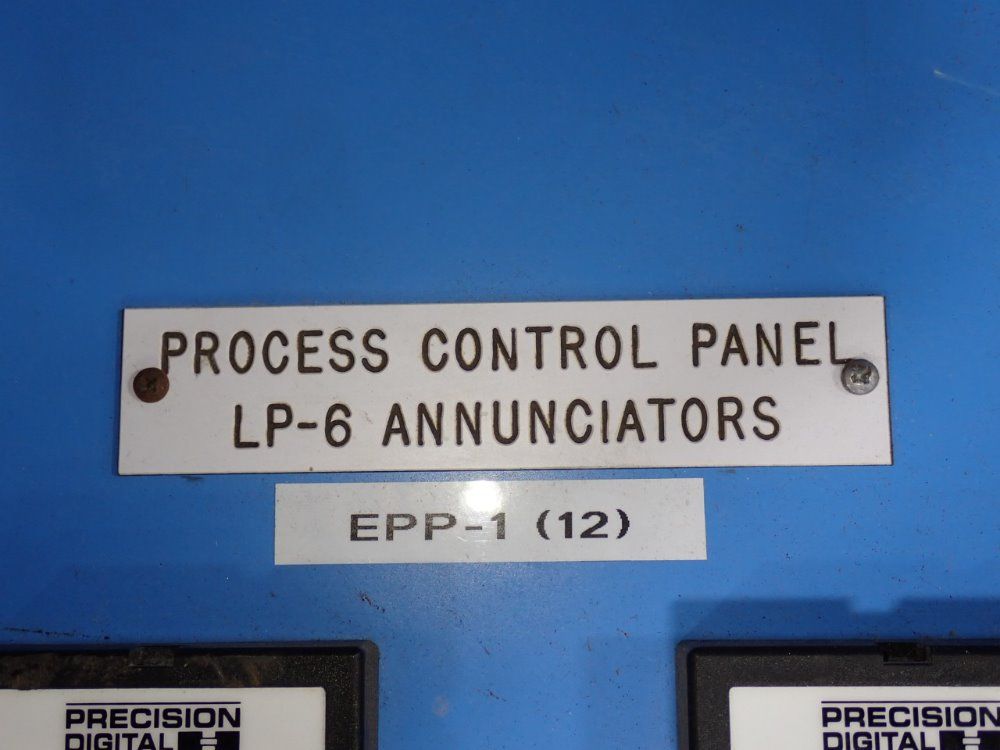 PROCESS CONTROL PANEL
LP-6 ANNUNCIATORS
EPP-1 (12)
PRECISION
DIGITAL
PRECISION
DIGITAL